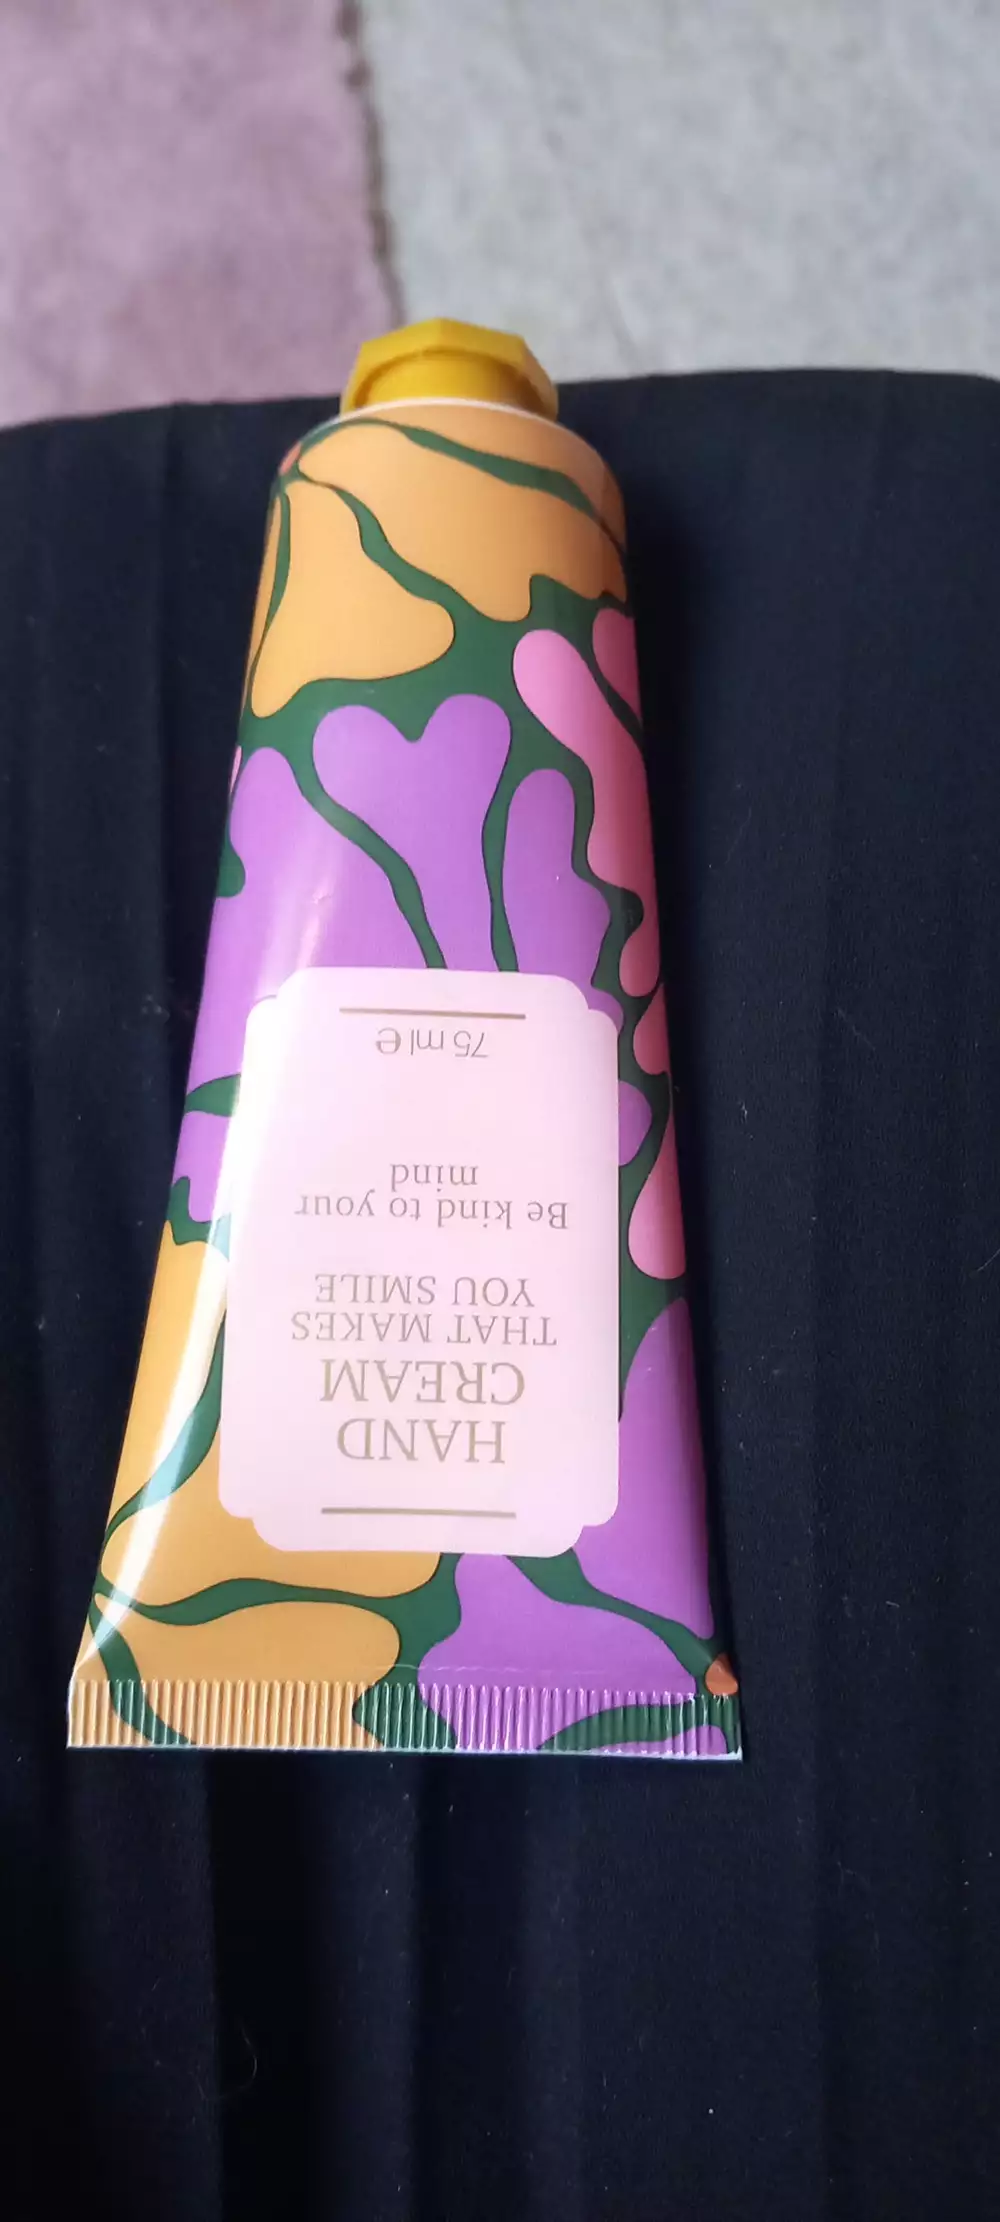 HAND
CREAM
THAT MAKES
YOU SMILE
Be kind to your
mind
75 ml e